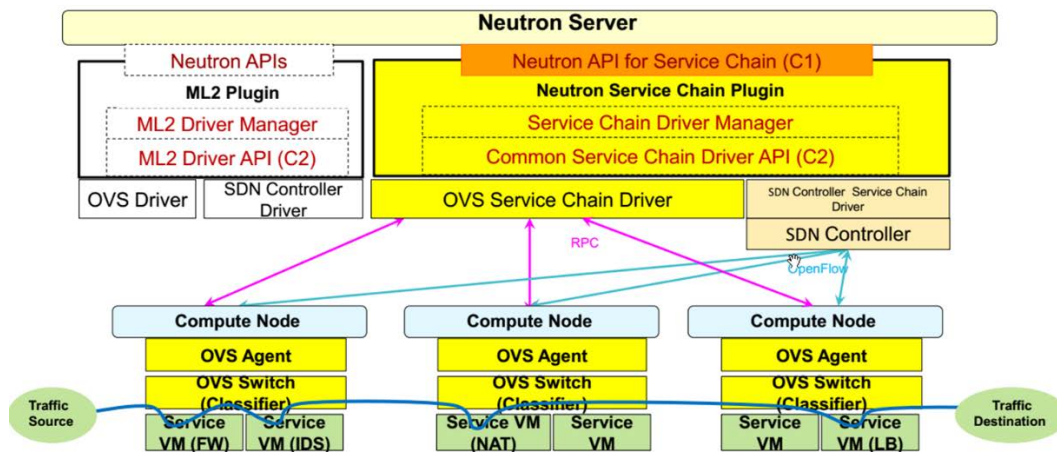 Neutron Server
Neutron APIs
ML2 Plugin
ML2 Driver Manager
ML2 Driver API (C2)
OVS Driver
SDN Controller
Driver
Neutron API for Service Chain (C1)
Neutron Service Chain Plugin
Service Chain Driver Manager
Common Service Chain Driver API (C2)
OVS Service Chain Driver
SDN Controller Service Chain
Driver
SDN Controller
RPC
OpenFlow
Compute Node
OVS Agent
OVS Switch
(Classifier)
Service
VM (FW)
Service
VM (IDS)
Compute Node
OVS Agent
OVS Switch
(Classifier)
Service VM
(NAT)
Service
VM
Compute Node
OVS Agent
OVS Switch
(Classifier)
Service
VM
Service
VM (LB)
Traffic
Source
Traffic
Destination